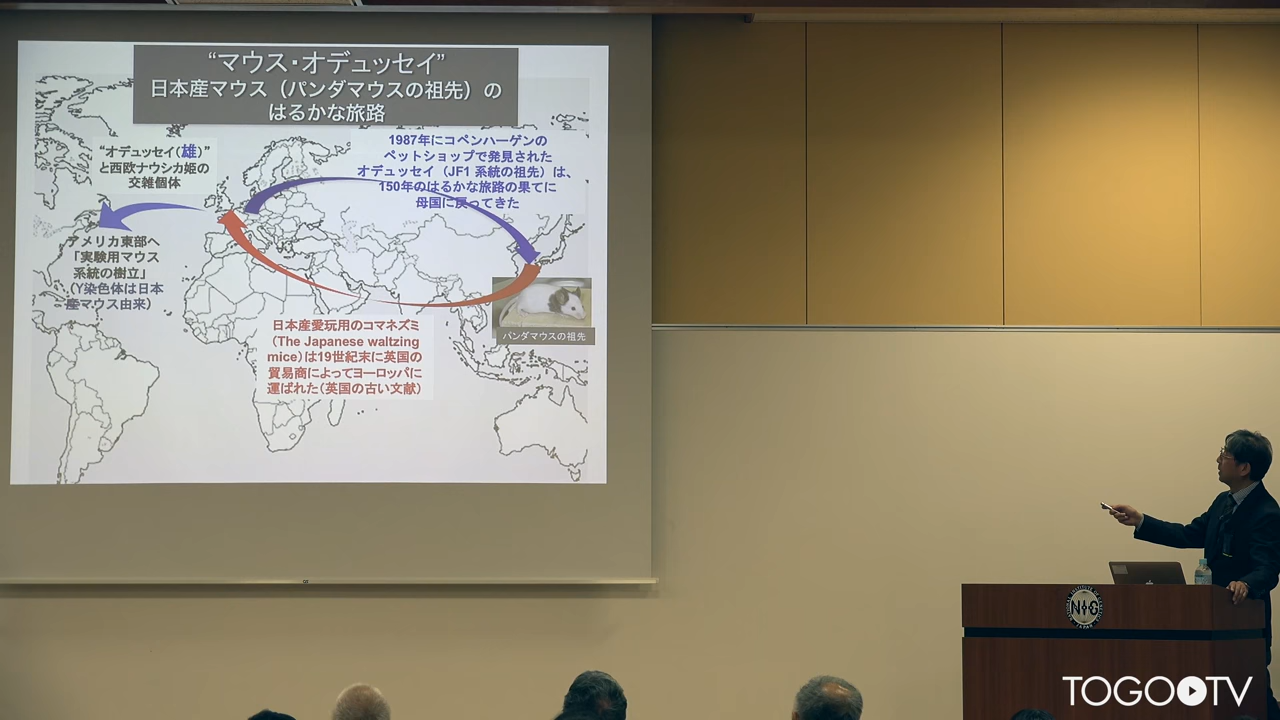 “マウス・オデュッセイ”
日本産マウス（パンダマウスの祖先）の
はるかな旅路
“オデュッセイ（雄）”
と西欧ナウシカ姫の
交雑個体
1987年にコペンハーゲンの
ペットショップで発見された
オデュッセイ（JF1 系統の祖先）は、
150年のはるかな旅路の果てに
母国に戻ってきた
アメリカ東部へ
「実験用マウス
系統の樹立」
（Y染色体は日本
産マウス由来）
パンダマウスの祖先
日本産愛玩用のコマネズミ
（The Japanese waltzing
mice）は19世紀末に英国の
貿易商によってヨーロッパに
運ばれた（英国の古い文献）
NIG
TOGOTV